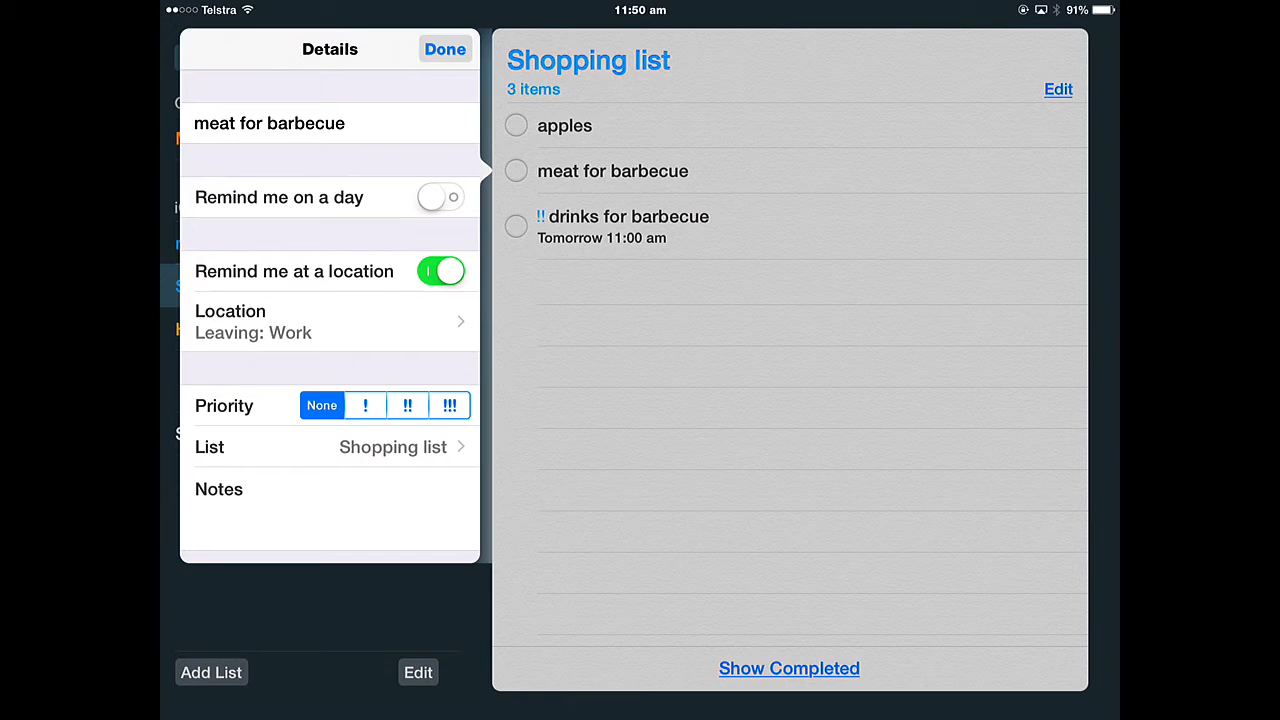 Telstra
11:50 am
91%
Details
Done
meat for barbecue
Remind me on a day
Remind me at a location
Location
Leaving: Work
Priority
None
!
!!
!!!
List
Shopping list
Notes
Add List
Edit
Shopping list
3 items
Edit
apples
meat for barbecue
!! drinks for barbecue
Tomorrow 11:00 am
Show Completed